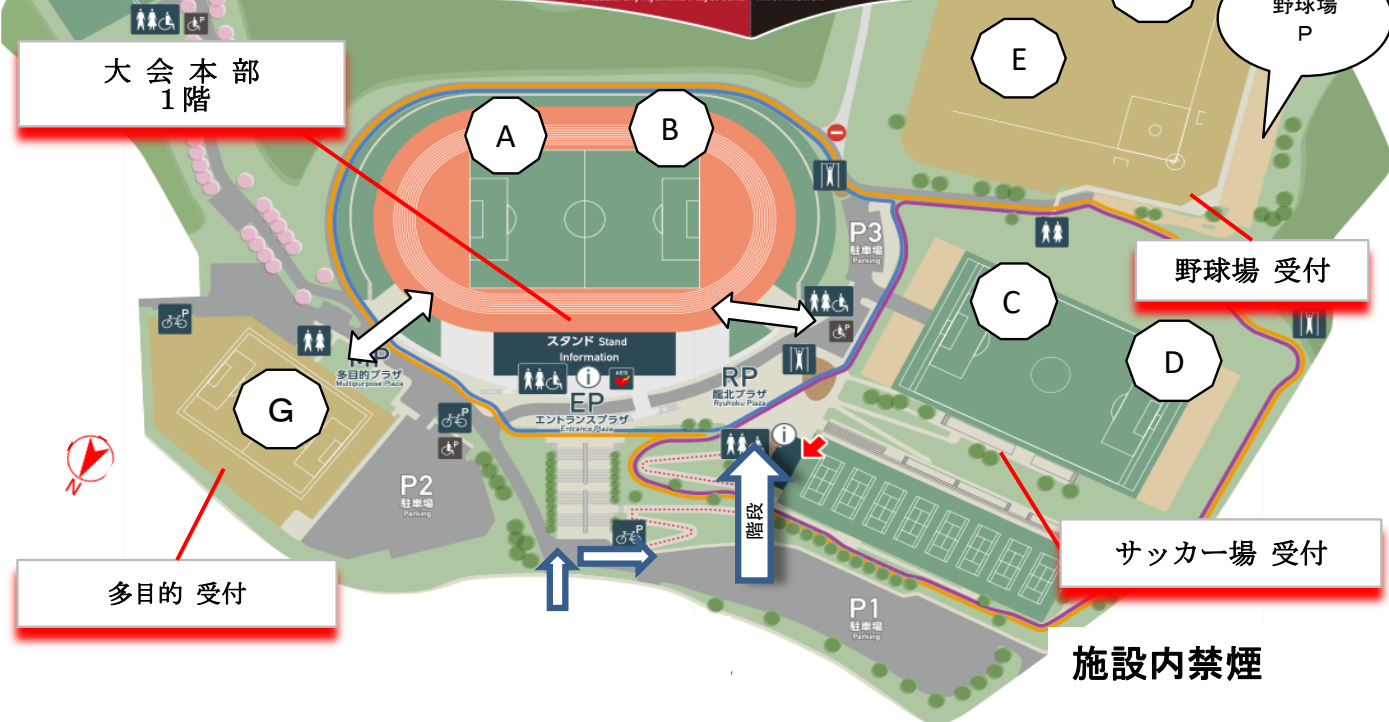 野球場
P
E
大 会 本 部
1階
A
B
P3
駐車場
Parking
野球場 受付
C
D
スタンド Stand
Information
AED
多目的プラザ
Multipurpose Plaza
RP
龍北プラザ
Ryuhoku Plaza
EP
エントランスプラザ
Entrance Plaza
G
N
P2
駐車場
Parking
階段
多目的 受付
サッカー場 受付
P1
駐車場
Parking
施設内禁煙